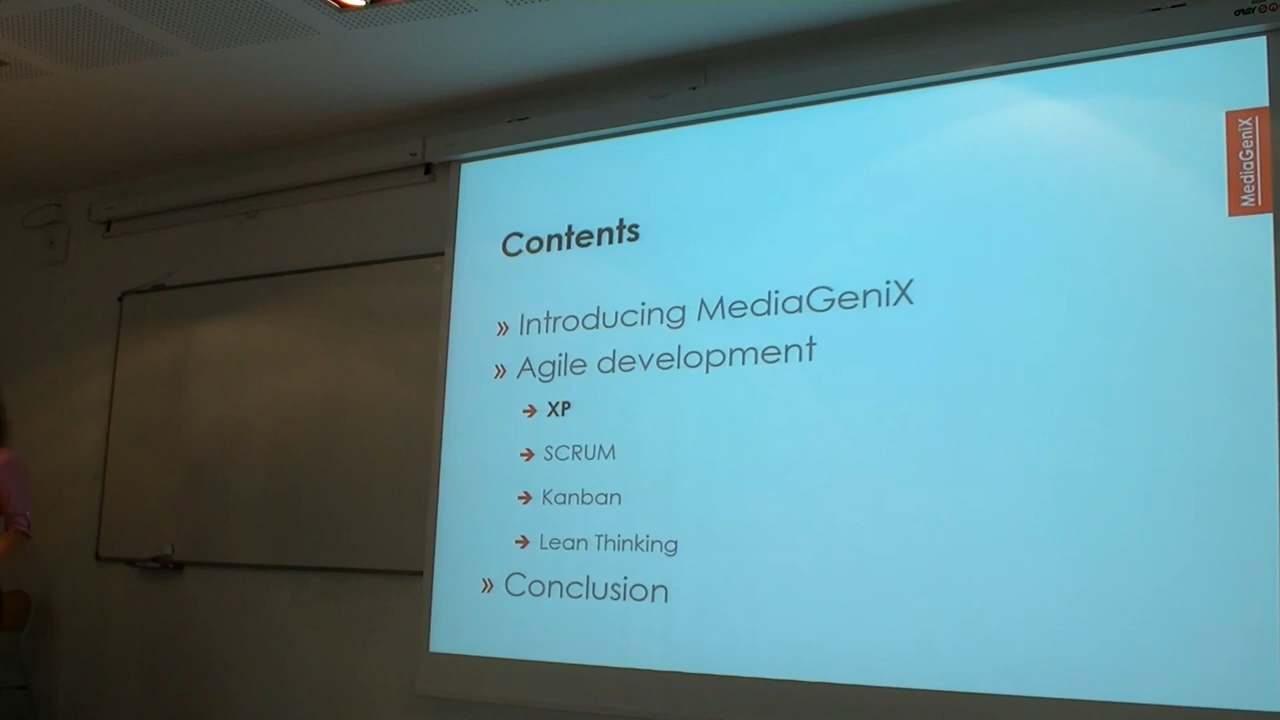 MediaGeniX
Contents
» Introducing MediaGeniX
» Agile development
➔ XP
➔ SCRUM
➔ Kanban
➔ Lean Thinking
» Conclusion